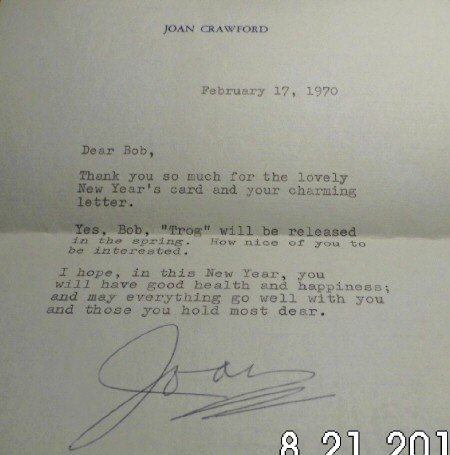 JOAN CRAWFORD
February 17, 1970
Dear Bob,
Thank you so much for the lovely
New Year's card and your charming
letter.
Yes, Bob, "Trog" will be released
in the spring. How nice of you to
be interested.
I hope, in this New Year, you
will have good health and happiness;
and may everything go well with you
and those you hold most dear.
Joan
8 21 201